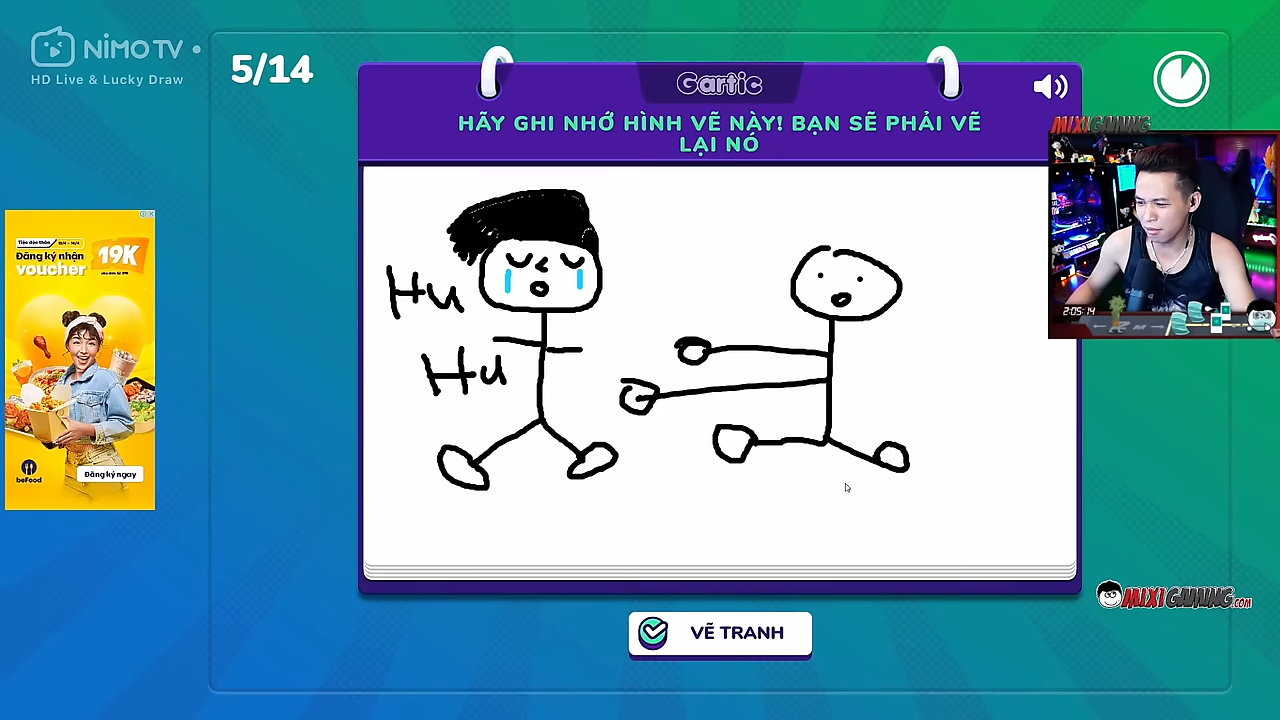 NIMO TV
HD Live & Lucky Draw
5/14
Gartic
HÃY GHI NHỚ HÌNH VẼ NÀY! BẠN SẼ PHẢI VẼ
LẠI NÓ
MIXIGAMING
Hu
Hu
2:05:14
Đăng ký nhận
voucher
19K
beFood
Đăng ký ngay
MIXIGAMING.COM
VẼ TRANH